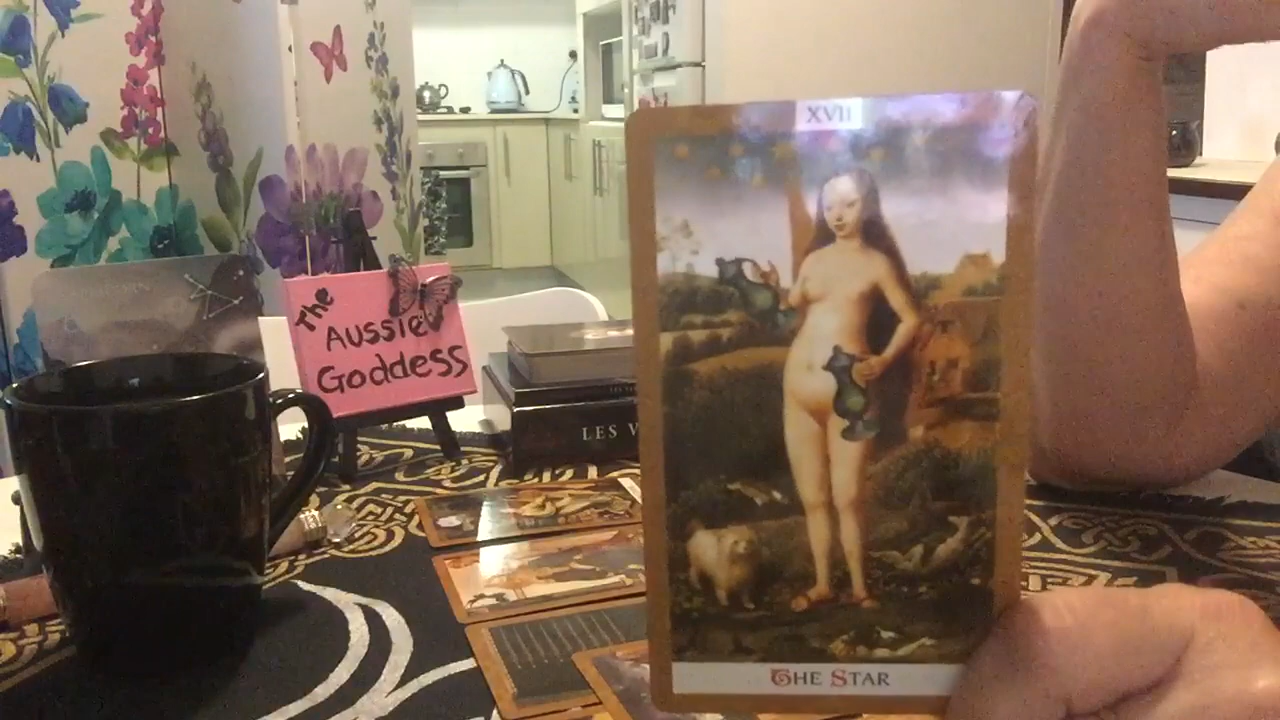 The
Aussie
Goddess
LES V
XVII
THE STAR